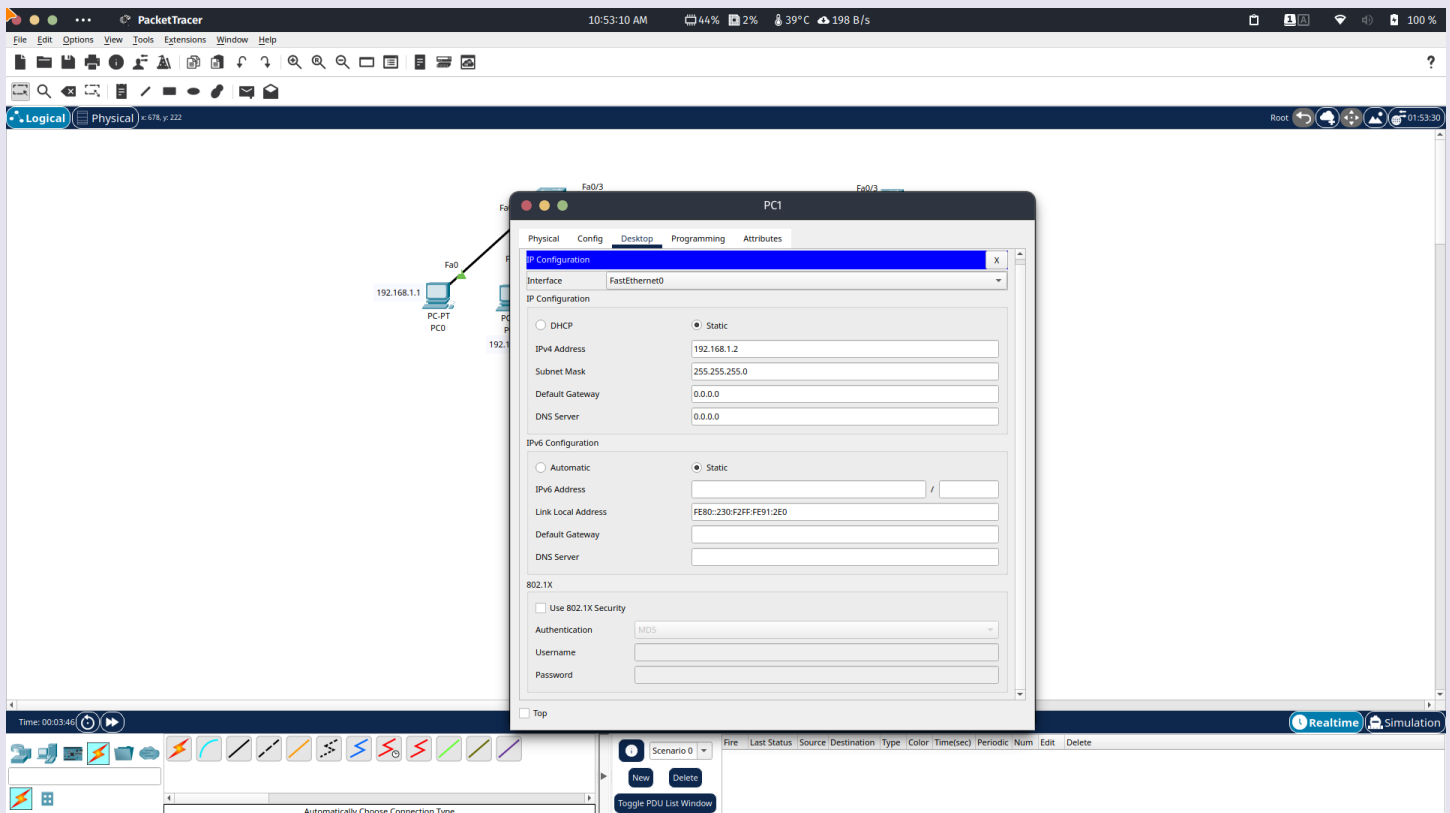 PacketTracer 10:53:10 AM 44% 2% 39°C 198 B/s 1 A 100 %
File Edit Options View Tools Extensions Window Help
?
Logical Physical x: 678, y: 222 Root 01:53:30
Fa0/3 Fa0/3
PC1
Fa
Physical Config Desktop Programming Attributes
IP Configuration X
Interface FastEthernet0
Fa0
IP Configuration
192.168.1.1
DHCP Static
PC-PT
PC0
IPv4 Address 192.168.1.2
192.1
Subnet Mask 255.255.255.0
Default Gateway 0.0.0.0
DNS Server 0.0.0.0
IPv6 Configuration
Automatic Static
IPv6 Address /
Link Local Address FE80::230:F2FF:FE91:2E0
Default Gateway
DNS Server
802.1X
Use 802.1X Security
Authentication MD5
Username
Password
Top
Time: 00:03:46 Realtime Simulation
Scenario 0 Fire Last Status Source Destination Type Color Time(sec) Periodic Num Edit Delete
New Delete
Toggle PDU List Window
Automatically Choose Connection Type